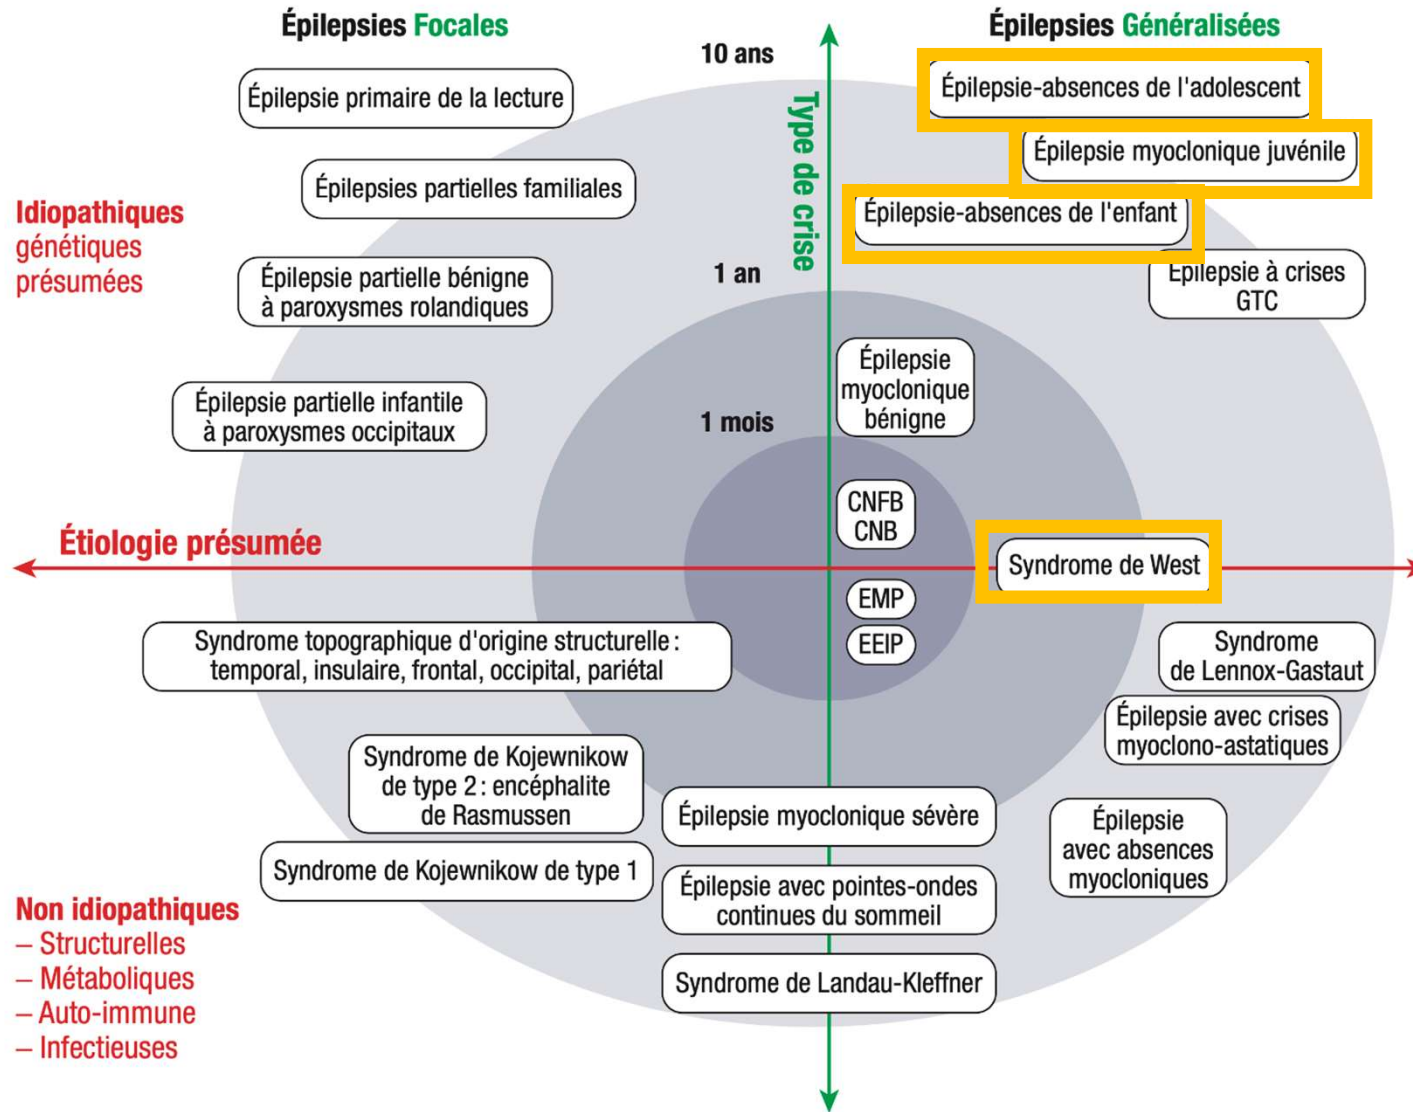 Épilepsies Focales
Épilepsies Généralisées
10 ans
Type de crise
Épilepsie primaire de la lecture
Épilepsie-absences de l'adolescent
Épilepsie myoclonique juvénile
Épilepsies partielles familiales
Épilepsie-absences de l'enfant
Idiopathiques
génétiques
présumées
Épilepsie partielle bénigne
à paroxysmes rolandiques
1 an
Épilepsie à crises
GTC
Épilepsie
myoclonique
bénigne
Épilepsie partielle infantile
à paroxysmes occipitaux
1 mois
CNFB
CNB
Étiologie présumée
Syndrome de West
EMP
EEIP
Syndrome topographique d'origine structurelle :
temporal, insulaire, frontal, occipital, pariétal
Syndrome
de Lennox-Gastaut
Épilepsie avec crises
myoclono-astatiques
Syndrome de Kojewnikow
de type 2 : encéphalite
de Rasmussen
Épilepsie myoclonique sévère
Épilepsie
avec absences
myocloniques
Syndrome de Kojewnikow de type 1
Épilepsie avec pointes-ondes
continues du sommeil
Syndrome de Landau-Kleffner
Non idiopathiques
– Structurelles
– Métaboliques
– Auto-immune
– Infectieuses